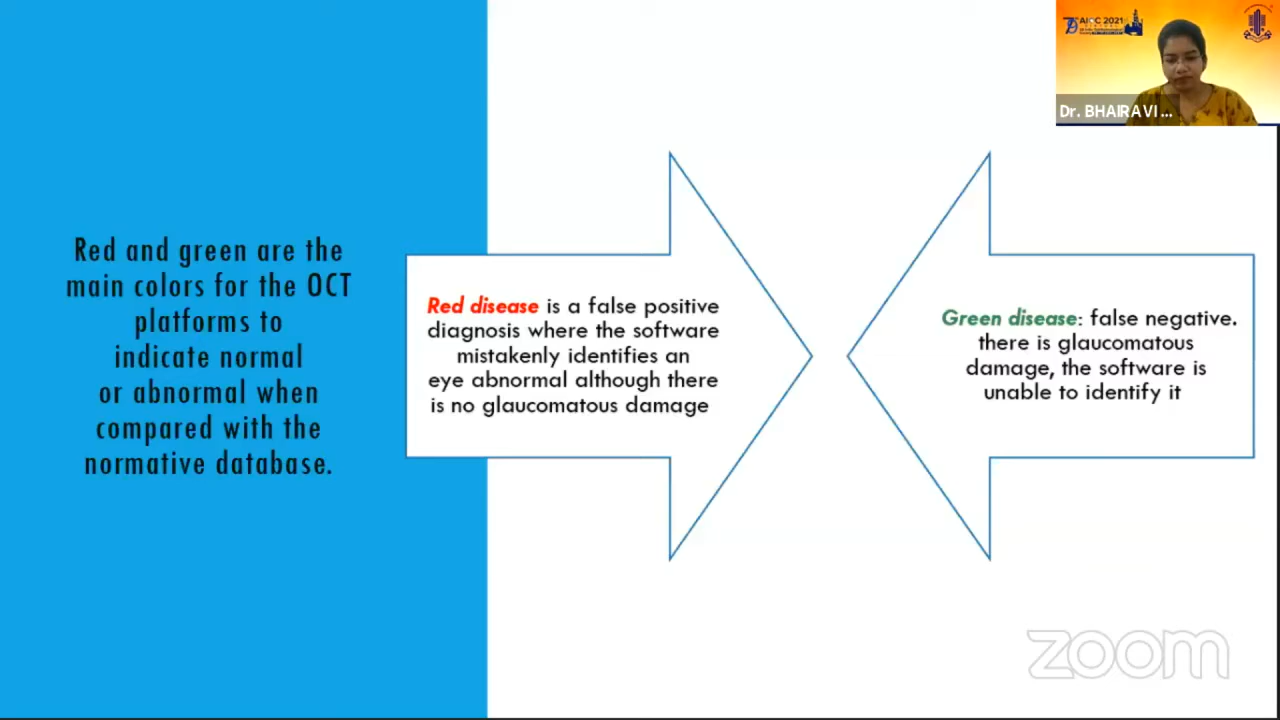 Red and green are the
main colors for the OCT
platforms to
indicate normal
or abnormal when
compared with the
normative database.
Red disease is a false positive
diagnosis where the software
mistakenly identifies an
eye abnormal although there
is no glaucomatous damage
Green disease: false negative.
there is glaucomatous
damage, the software is
unable to identify it
AIOC 2021
Dr. BHAIRAVI ...
zoom